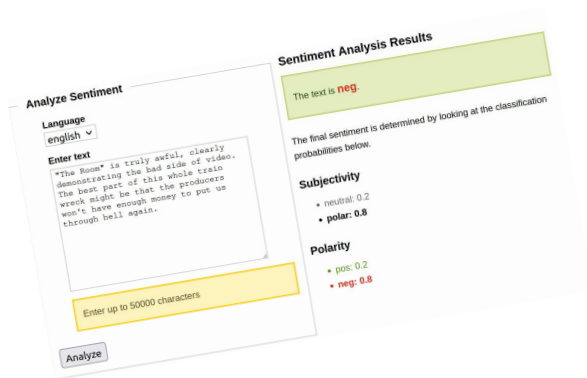 Analyze Sentiment
Language
english
Enter text
"The Room" is truly awful, clearly
demonstrating the bad side of video.
The best part of this whole train
wreck might be that the producers
won't have enough money to put us
through hell again.
Enter up to 50000 characters
Analyze
Sentiment Analysis Results
The text is neg.
The final sentiment is determined by looking at the classification
probabilities below.
Subjectivity
• neutral: 0.2
• polar: 0.8
Polarity
• pos: 0.2
• neg: 0.8